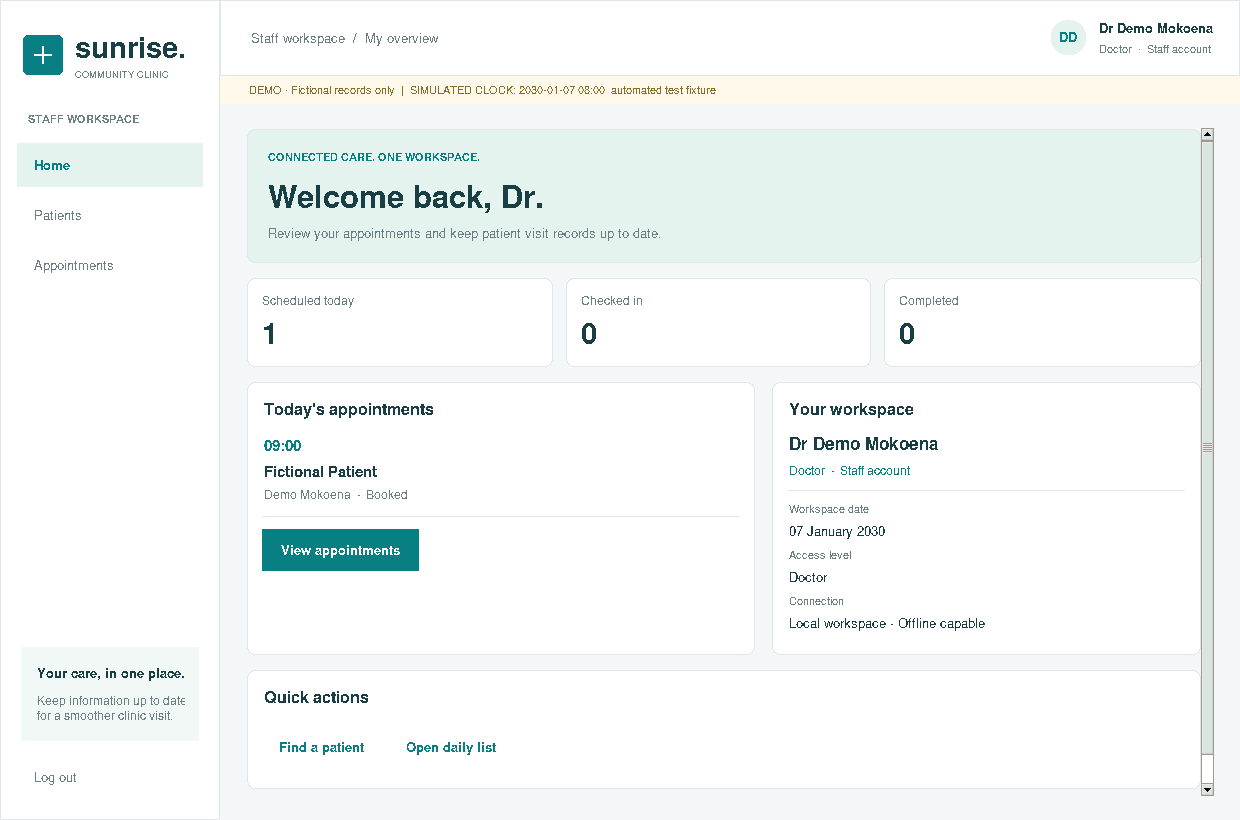 sunrise.
COMMUNITY CLINIC
STAFF WORKSPACE
Home
Patients
Appointments
Your care, in one place.
Keep information up to date
for a smoother clinic visit.
Log out
Staff workspace / My overview
DD
Dr Demo Mokoena
Doctor · Staff account
DEMO · Fictional records only | SIMULATED CLOCK: 2030-01-07 08:00 automated test fixture
CONNECTED CARE. ONE WORKSPACE.
Welcome back, Dr.
Review your appointments and keep patient visit records up to date.
Scheduled today
1
Checked in
0
Completed
0
Today's appointments
09:00
Fictional Patient
Demo Mokoena · Booked
View appointments
Your workspace
Dr Demo Mokoena
Doctor · Staff account
Workspace date
07 January 2030
Access level
Doctor
Connection
Local workspace · Offline capable
Quick actions
Find a patient
Open daily list